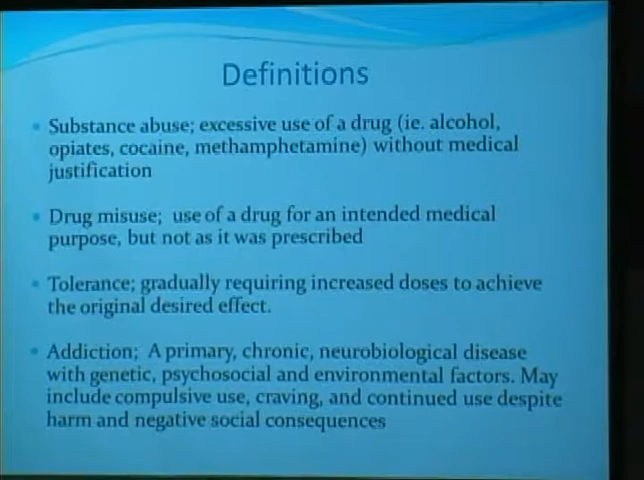 Definitions
Substance abuse; excessive use of a drug (ie. alcohol,
opiates, cocaine, methamphetamine) without medical
justification
Drug misuse; use of a drug for an intended medical
purpose, but not as it was prescribed
Tolerance; gradually requiring increased doses to achieve
the original desired effect.
Addiction; A primary, chronic, neurobiological disease
with genetic, psychosocial and environmental factors. May
include compulsive use, craving, and continued use despite
harm and negative social consequences